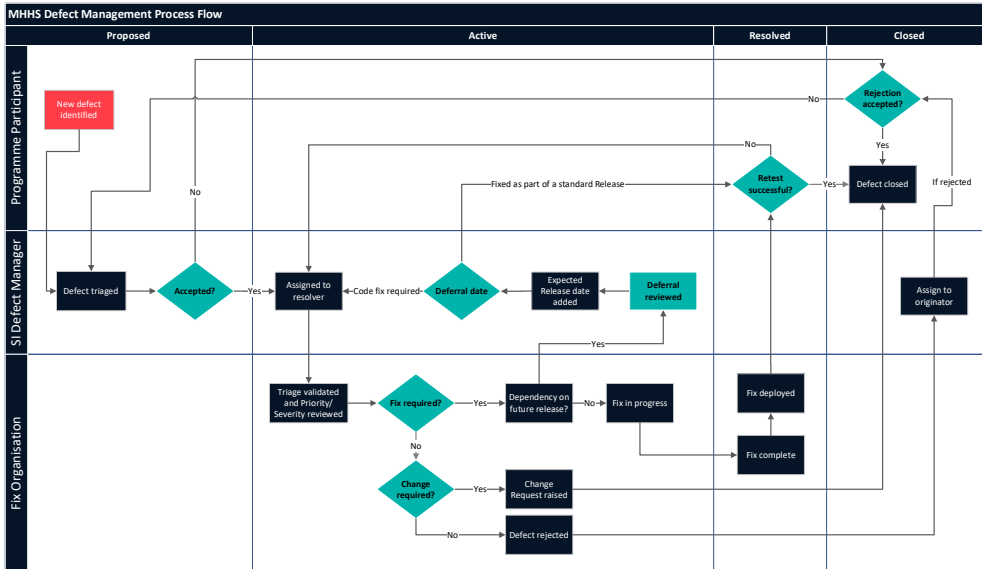 MHHS Defect Management Process Flow
Proposed
Active
Resolved
Closed
Programme Participant
New defect
identified
No
Rejection
accepted?
No
Yes
No
Fixed as part of a standard Release
Retest
successful?
Yes
Defect closed
If rejected
SI Defect Manager
Defect triaged
Accepted?
Yes
Assigned to
resolver
Code fix required
Deferral date
Expected
Release date
added
Deferral
reviewed
Assign to
originator
Yes
Fix Organisation
Triage validated
and Priority/
Severity reviewed
Fix required?
Yes
Dependency on
future release?
No
Fix in progress
Fix deployed
No
Fix complete
Change
required?
Yes
Change
Request raised
No
Defect rejected